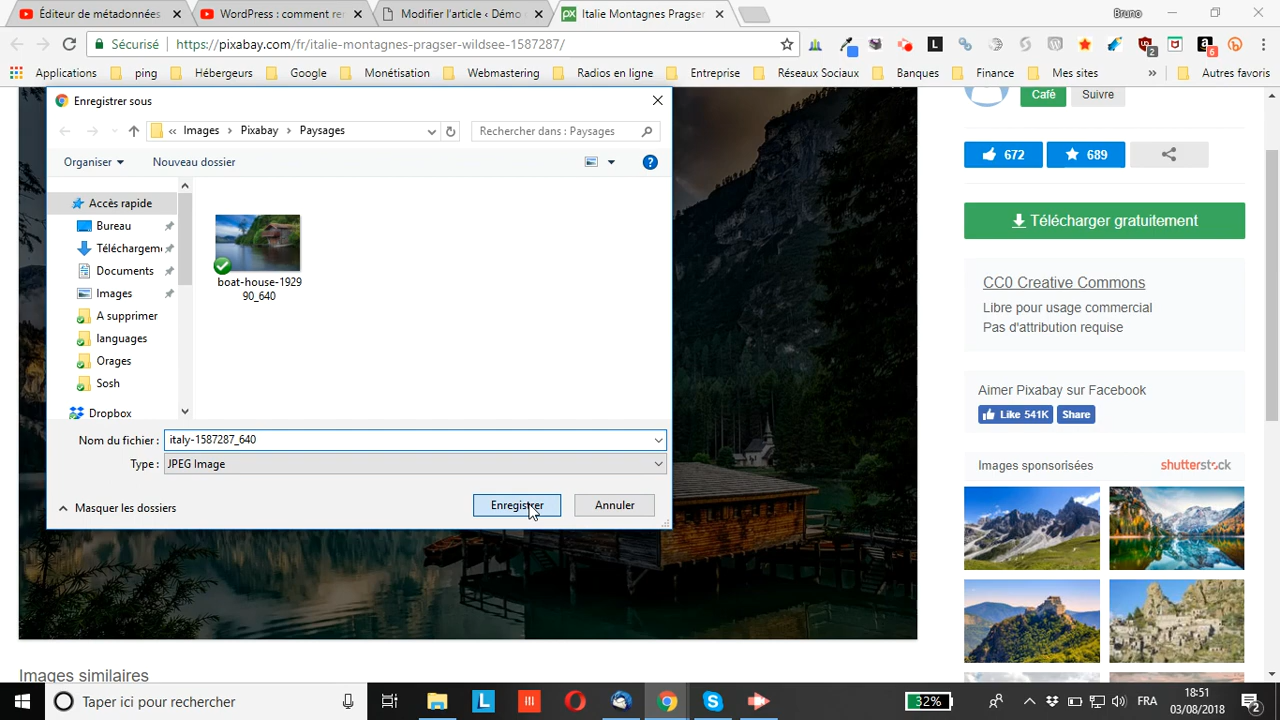 Éditeur de métadonnées
WordPress : comment rer
Modifier l'article ‹ Démo i
px
Italie Montagnes Pragser
Bruno
Sécurisé
https://pixabay.com/fr/italie-montagnes-pragser-wildsee-1587287/
2
6
Applications
ping
Hébergeurs
Google
Monétisation
Webmastering
Radios en ligne
Entreprise
Réseaux Sociaux
Banques
Finance
Mes sites
»
Autres favoris
Enregistrer sous
« Images > Pixabay > Paysages
Rechercher dans : Paysages
Organiser
Nouveau dossier
Accès rapide
Bureau
Téléchargem
Documents
Images
A supprimer
languages
Orages
Sosh
Dropbox
boat-house-1929
90_640
Nom du fichier : italy-1587287_640
Type : JPEG Image
Masquer les dossiers
Enregistrer
Annuler
Café
Suivre
672
689
Télécharger gratuitement
CC0 Creative Commons
Libre pour usage commercial
Pas d'attribution requise
Aimer Pixabay sur Facebook
Like 541K
Share
Images sponsorisées
shutterstock
Images similaires
Taper ici pour rechercher
L
32%
FRA
18:51
03/08/2018
2